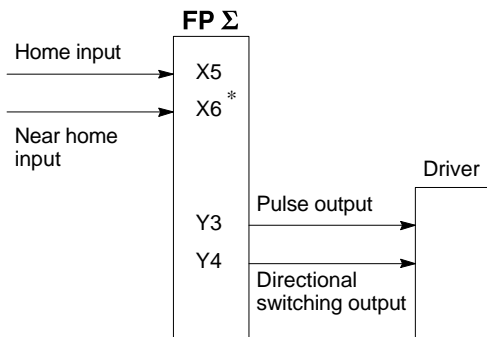 FP Σ
Home input
X5
X6 *
Near home
input
Driver
Pulse output
Y3
Y4
Directional
switching output